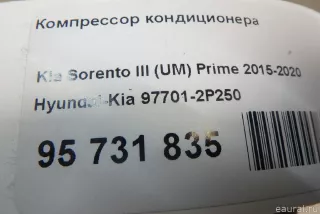 Компрессор кондиционера
Kia Sorento III (UM) Prime 2015-2020
Hyundai-Kia 97701-2P250
95 731 835
eaural.ru